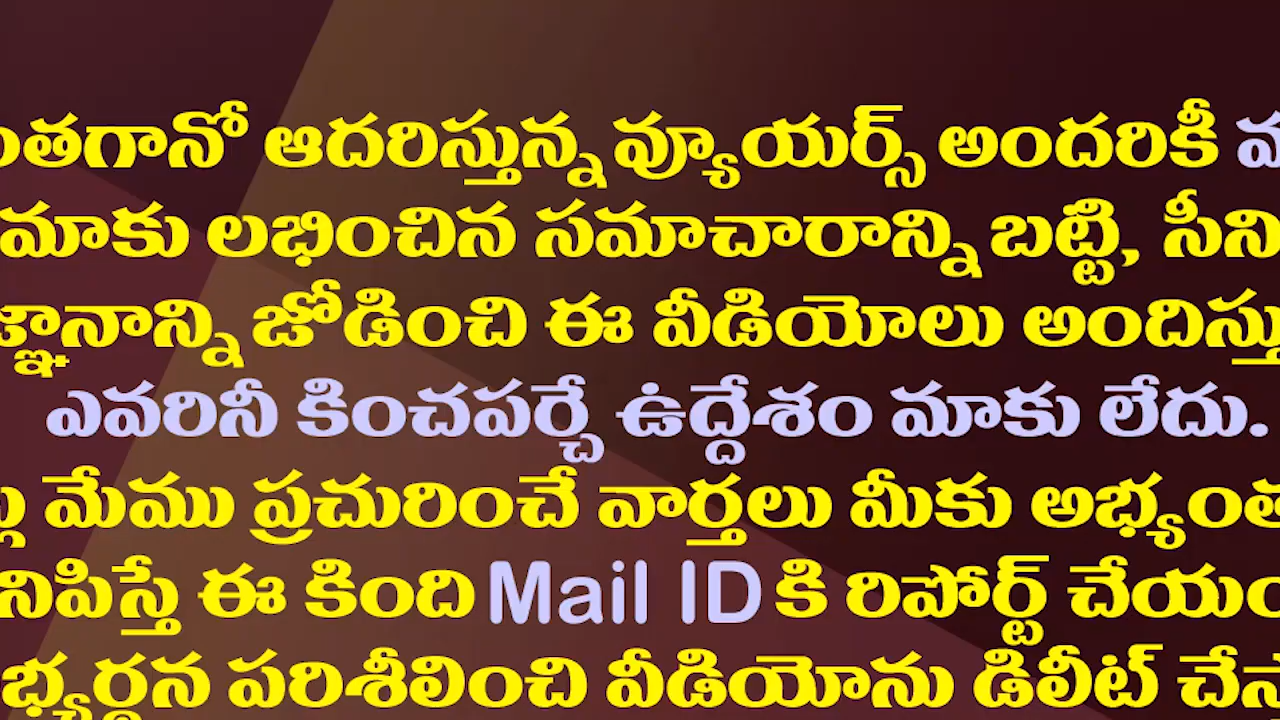 ఆదరిస్తున్న వ్యూయర్స్ అందరికీ
మాకు లభించిన సమాచారాన్ని బట్టి,
జోడించి ఈ వీడియోలు
ఎవరినీ కించపర్చే ఉద్దేశం మాకు లేదు.
మేము ప్రచురించే వార్తలు మీకు
ఈ కింది Mail ID కి రిపోర్ట్
పరిశీలించి వీడియోను డిలీట్